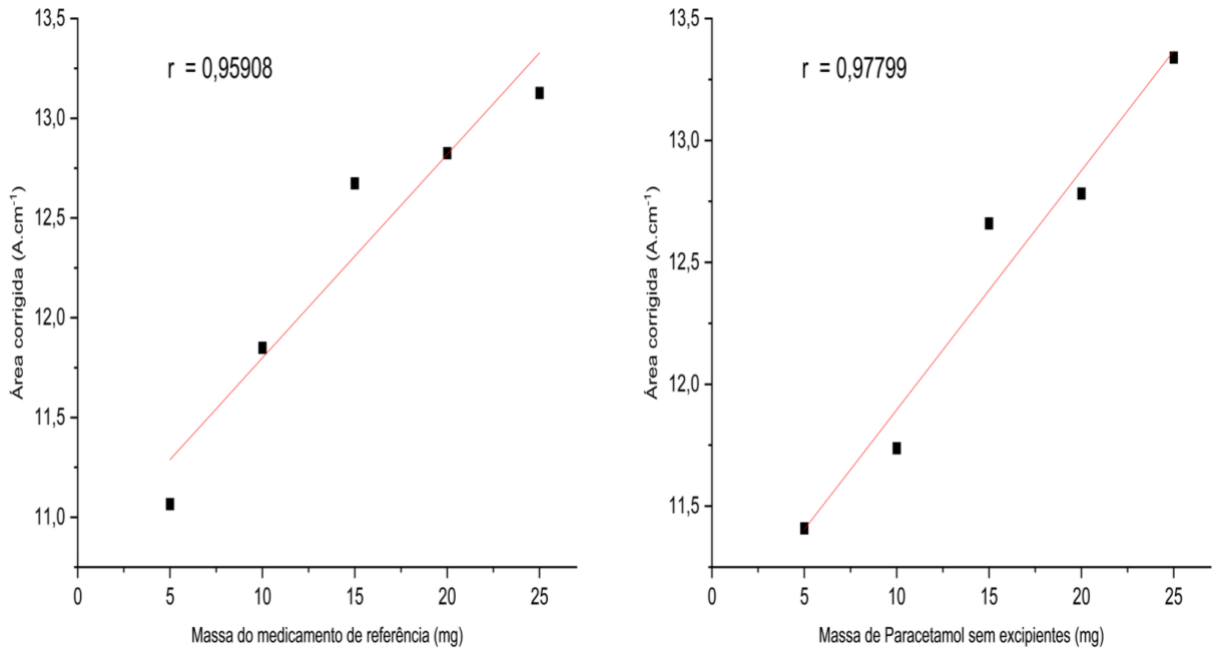 13,5
13,0
12,5
12,0
11,5
11,0
Área corrigida (A.cm⁻¹)
r = 0,95908
0 5 10 15 20 25
Massa do medicamento de referência (mg)
13,5
13,0
12,5
12,0
11,5
Área corrigida (A.cm⁻¹)
r = 0,97799
0 5 10 15 20 25
Massa de Paracetamol sem excipientes (mg)